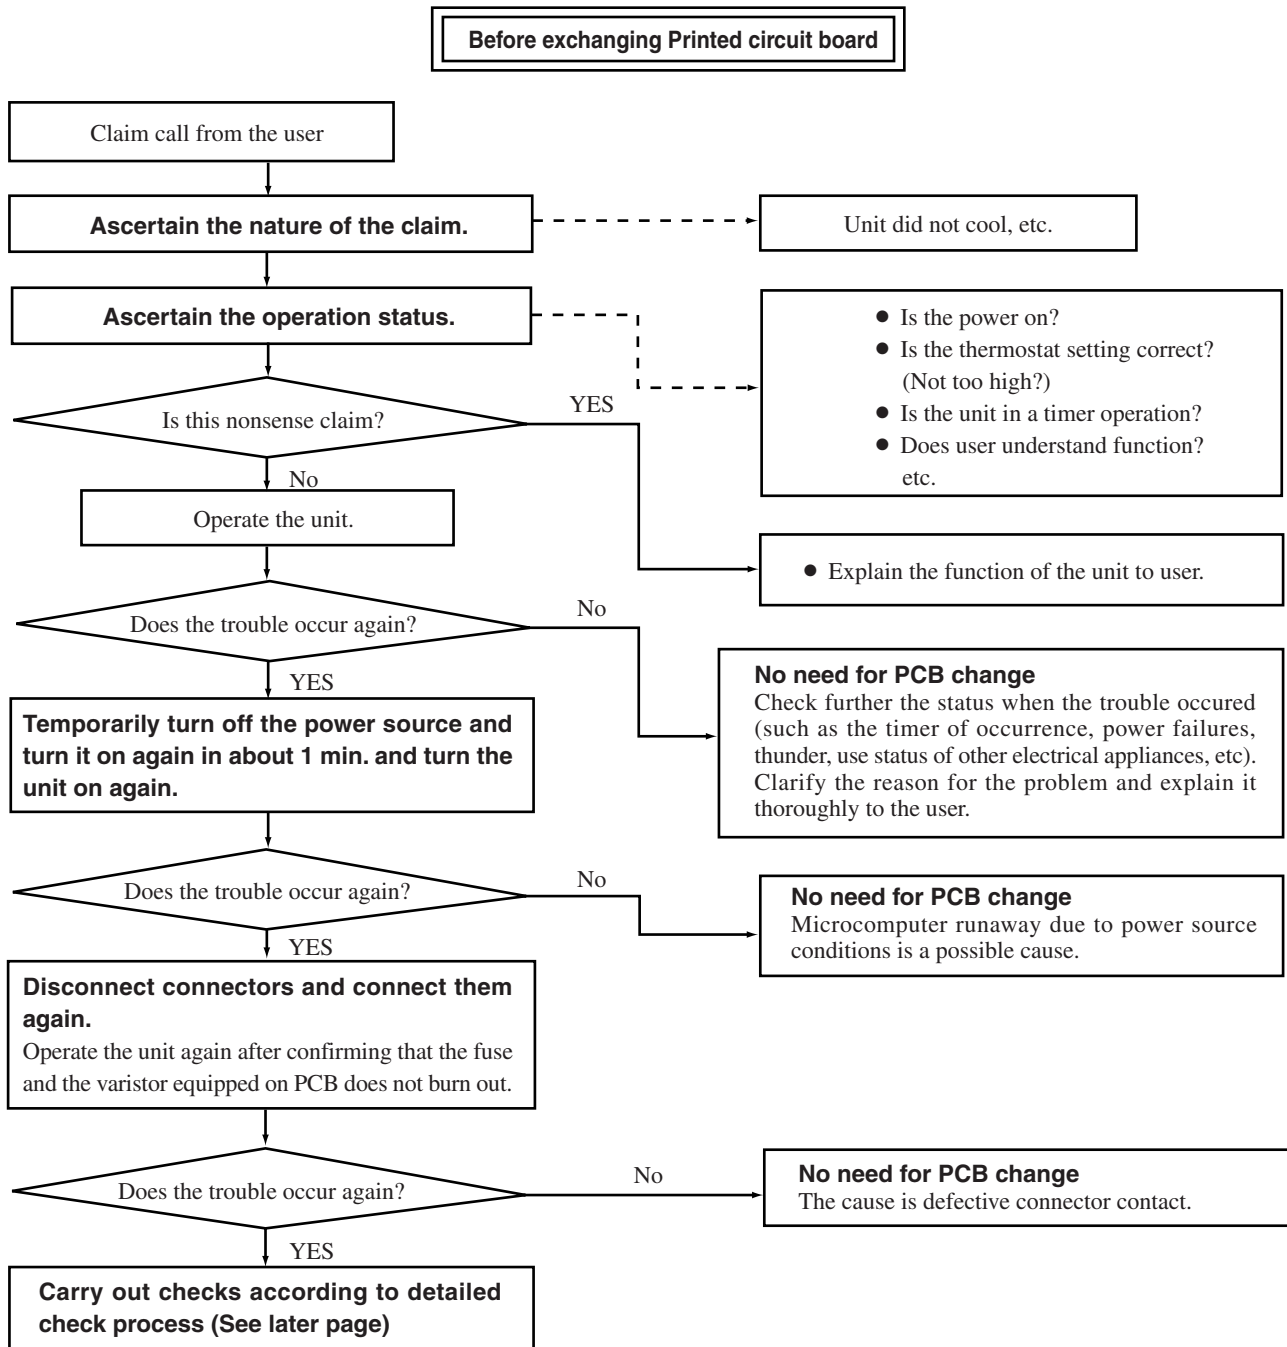 Before exchanging Printed circuit board
Claim call from the user
Ascertain the nature of the claim.
Unit did not cool, etc.
Ascertain the operation status.
● Is the power on?
● Is the thermostat setting correct?
(Not too high?)
● Is the unit in a timer operation?
● Does user understand function?
etc.
Is this nonsense claim?
YES
No
Operate the unit.
● Explain the function of the unit to user.
Does the trouble occur again?
No
YES
No need for PCB change
Check further the status when the trouble occured
(such as the timer of occurrence, power failures,
thunder, use status of other electrical appliances, etc).
Clarify the reason for the problem and explain it
thoroughly to the user.
Temporarily turn off the power source and
turn it on again in about 1 min. and turn the
unit on again.
Does the trouble occur again?
No
YES
No need for PCB change
Microcomputer runaway due to power source
conditions is a possible cause.
Disconnect connectors and connect them
again.
Operate the unit again after confirming that the fuse
and the varistor equipped on PCB does not burn out.
Does the trouble occur again?
No
YES
No need for PCB change
The cause is defective connector contact.
Carry out checks according to detailed
check process (See later page)